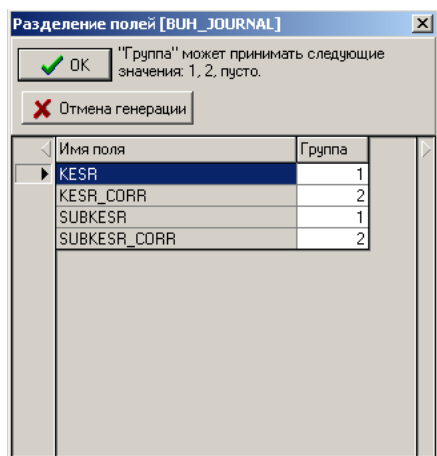 Разделение полей [BUH_JOURNAL]
OK
"Группа" может принимать следующие
значения: 1, 2, пусто.
Отмена генерации
Имя поля Группа
KESR 1
KESR_CORR 2
SUBKESR 1
SUBKESR_CORR 2